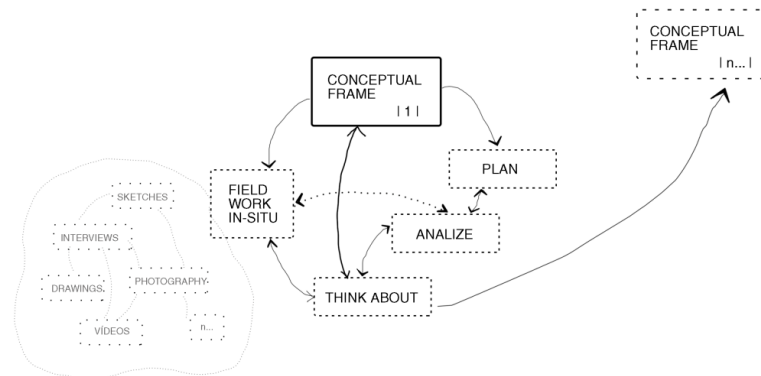 CONCEPTUAL
FRAME
| n... |
CONCEPTUAL
FRAME
| 1 |
PLAN
FIELD
WORK
IN-SITU
ANALIZE
THINK ABOUT
SKETCHES
INTERVIEWS
DRAWINGS
PHOTOGRAPHY
VÍDEOS
n...